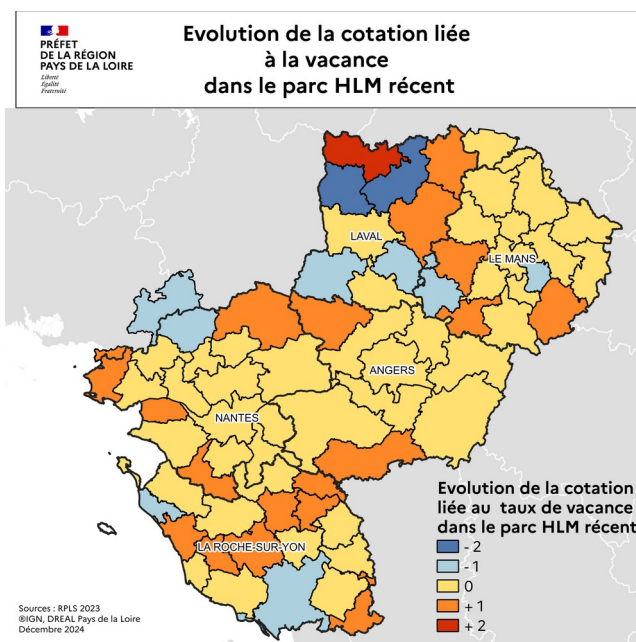 PRÉFET
DE LA RÉGION
PAYS DE LA LOIRE
Liberté
Égalité
Fraternité
Evolution de la cotation liée
à la vacance
dans le parc HLM récent
LAVAL
LE MANS
ANGERS
NANTES
LA ROCHE-SUR-YON
Evolution de la cotation
liée au taux de vacance
dans le parc HLM récent
- 2
- 1
0
+ 1
+ 2
Sources : RPLS 2023
®IGN, DREAL Pays de la Loire
Décembre 2024